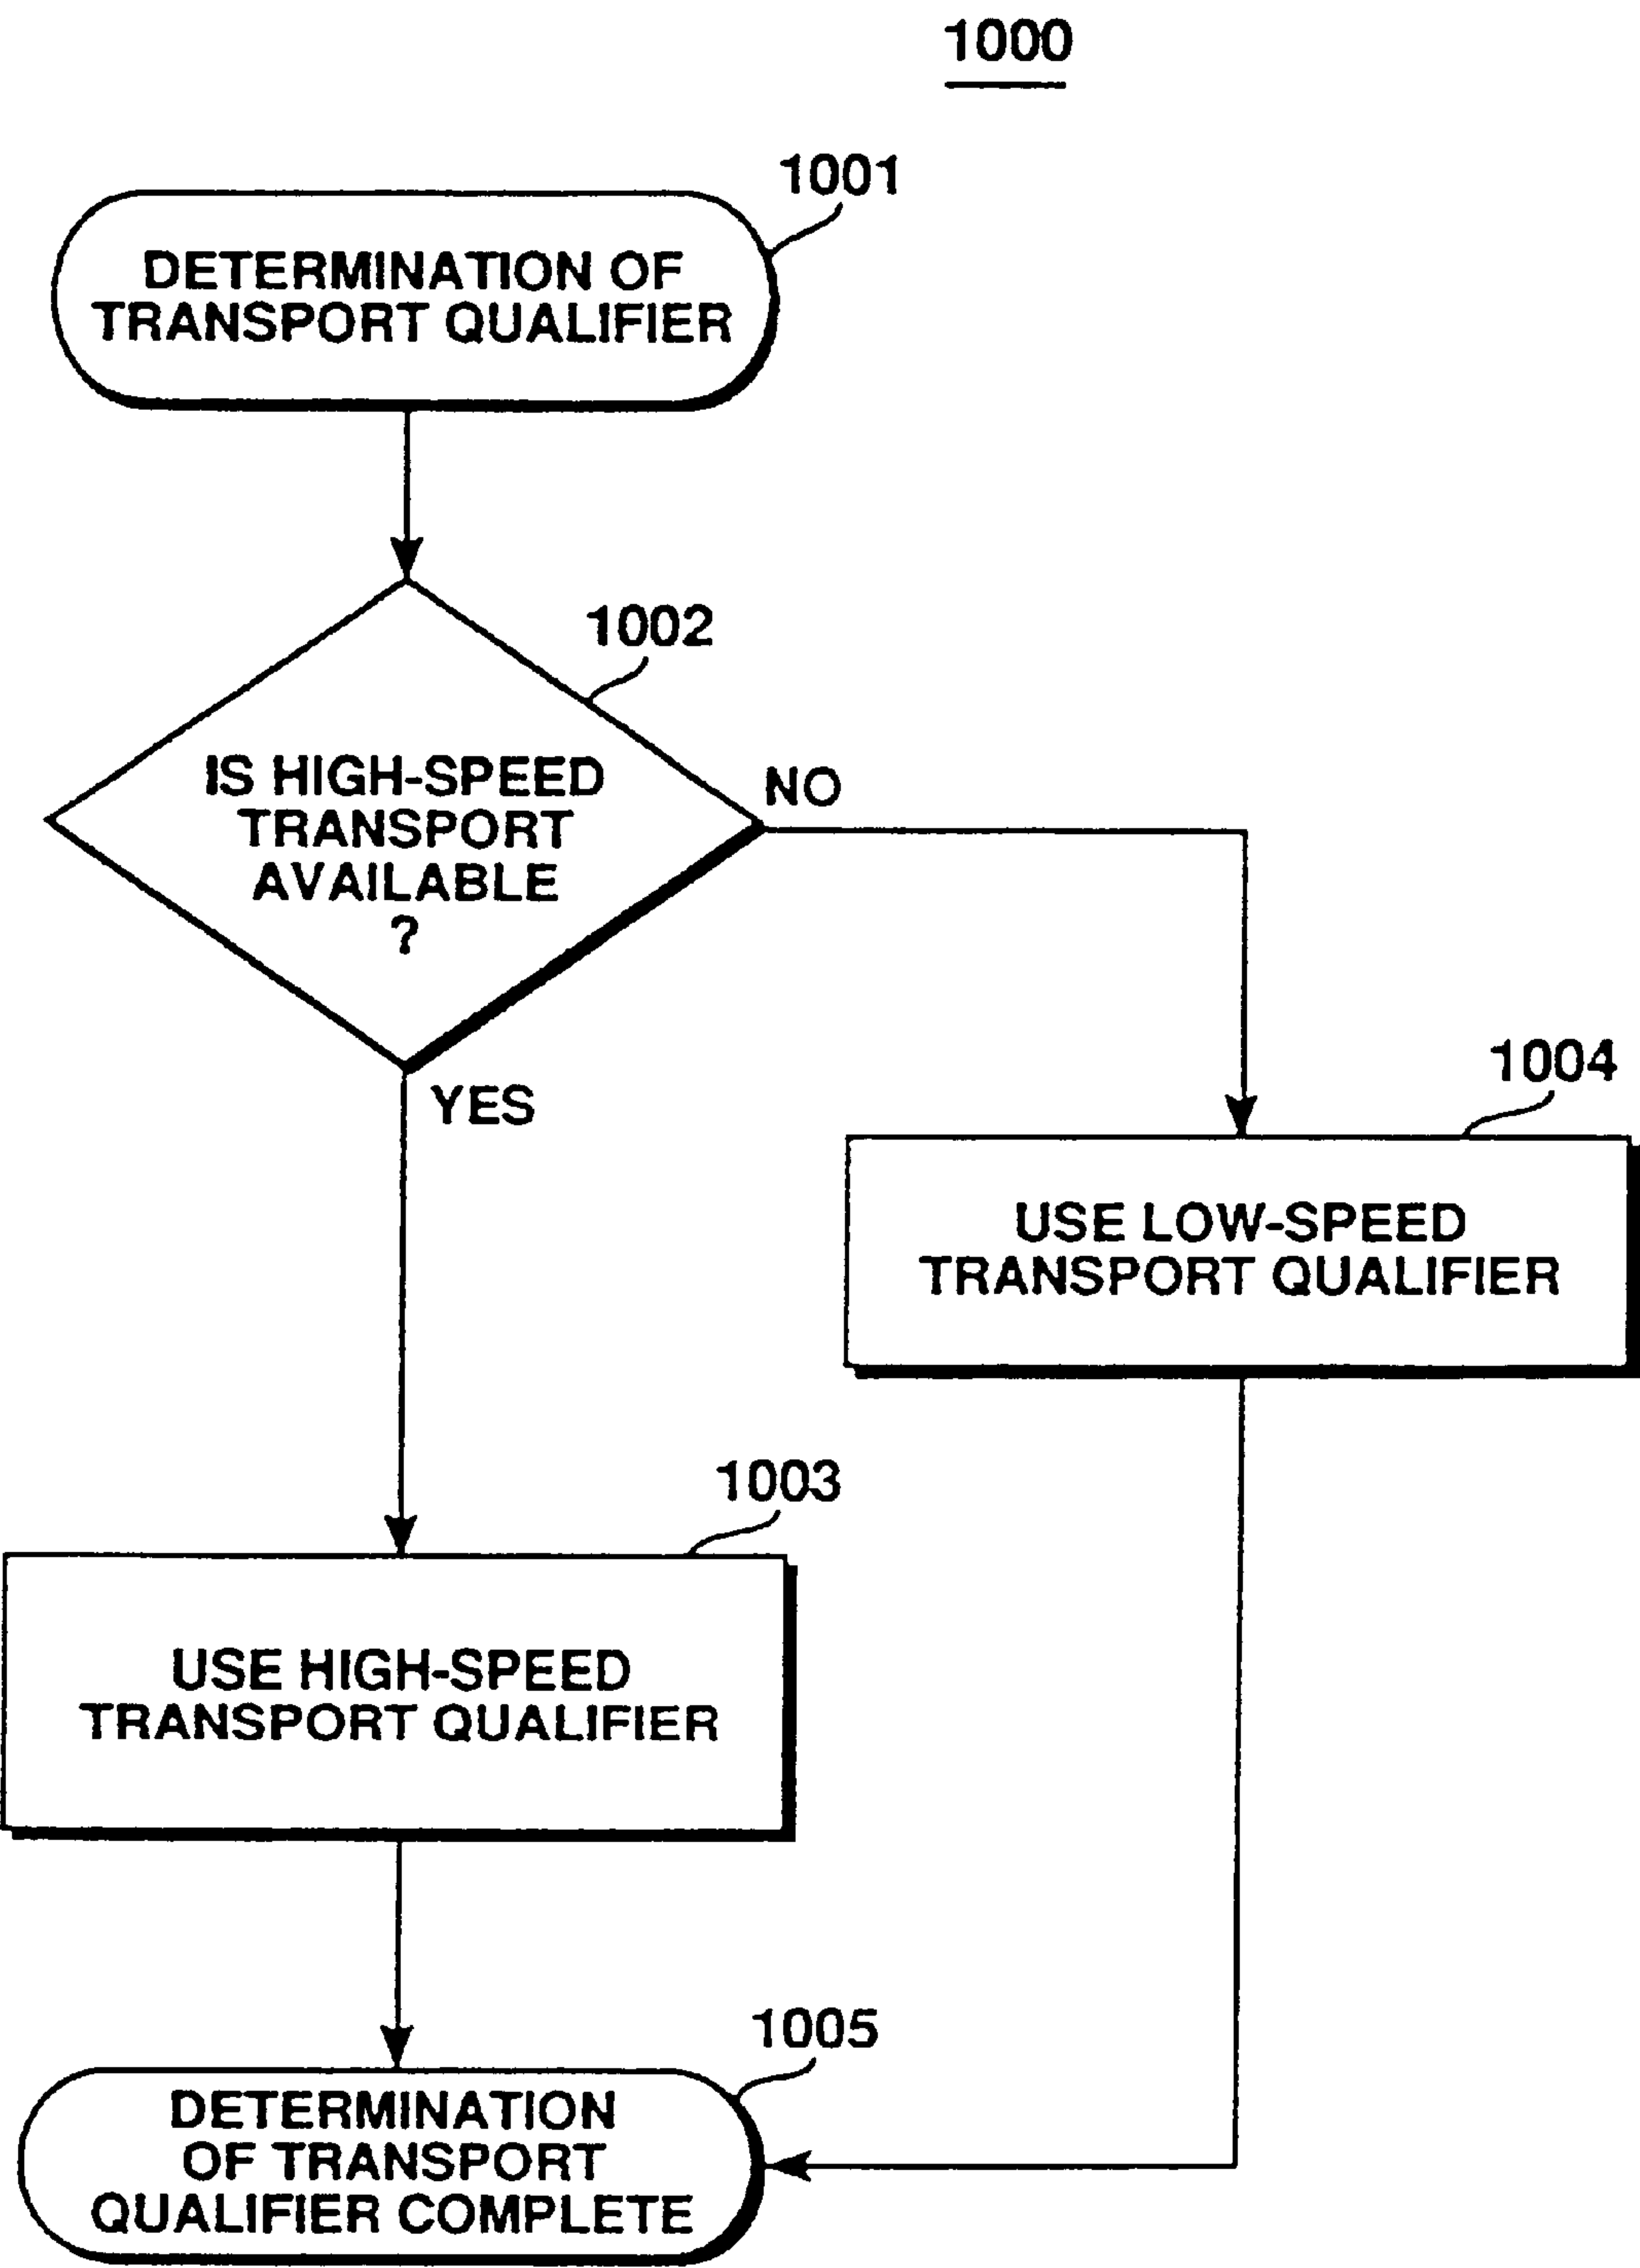 1000
1001
DETERMINATION OF
TRANSPORT QUALIFIER
1002
IS HIGH-SPEED
TRANSPORT
AVAILABLE
?
NO
YES
1004
USE LOW-SPEED
TRANSPORT QUALIFIER
1003
USE HIGH-SPEED
TRANSPORT QUALIFIER
1005
DETERMINATION
OF TRANSPORT
QUALIFIER COMPLETE